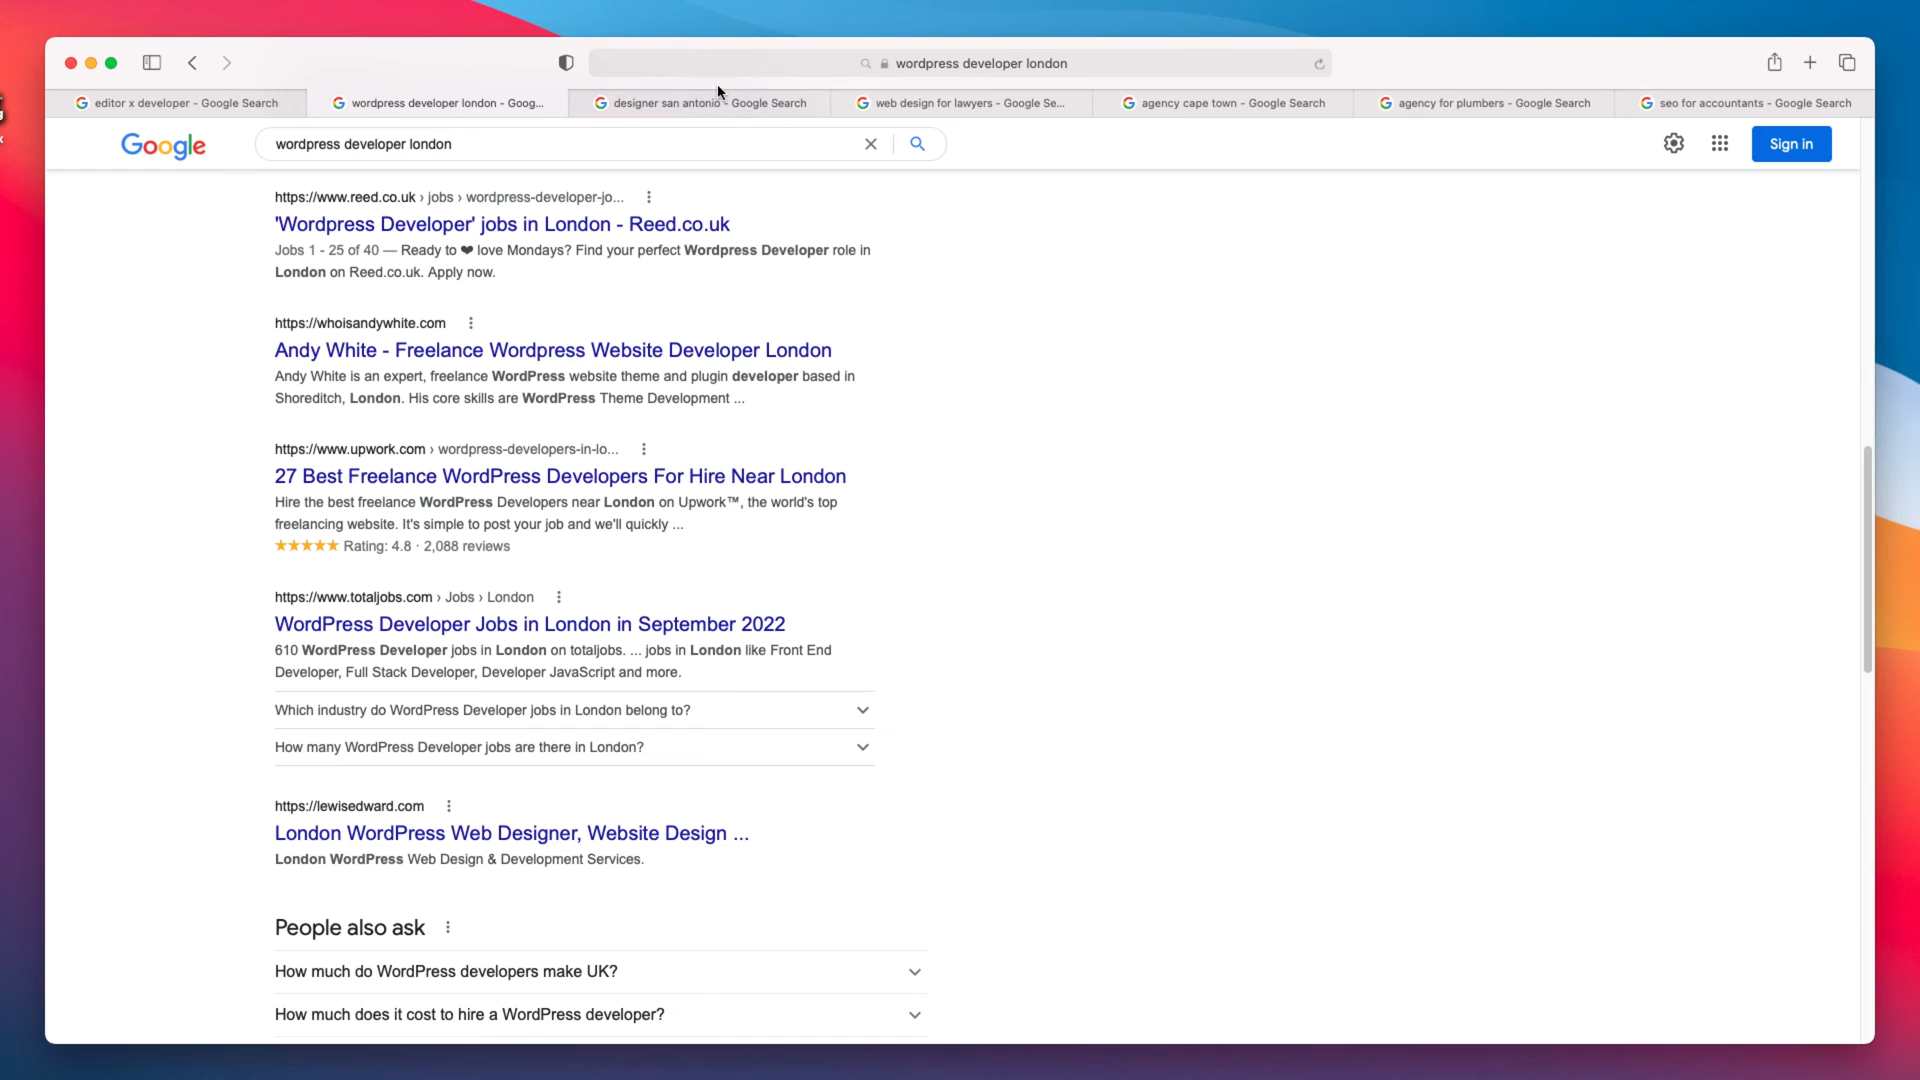 wordpress developer london
editor x developer - Google Search
wordpress developer london - Goog...
designer san antonio - Google Search
web design for lawyers - Google Se...
agency cape town - Google Search
agency for plumbers - Google Search
seo for accountants - Google Search
Google
wordpress developer london
Sign in
https://www.reed.co.uk › jobs › wordpress-developer-jo...
'Wordpress Developer' jobs in London - Reed.co.uk
Jobs 1 - 25 of 40 — Ready to ❤ love Mondays? Find your perfect Wordpress Developer role in
London on Reed.co.uk. Apply now.
https://whoisandywhite.com
Andy White - Freelance Wordpress Website Developer London
Andy White is an expert, freelance WordPress website theme and plugin developer based in
Shoreditch, London. His core skills are WordPress Theme Development ...
https://www.upwork.com › wordpress-developers-in-lo...
27 Best Freelance WordPress Developers For Hire Near London
Hire the best freelance WordPress Developers near London on Upwork™, the world's top
freelancing website. It's simple to post your job and we'll quickly ...
★★★★★ Rating: 4.8 · 2,088 reviews
https://www.totaljobs.com › Jobs › London
WordPress Developer Jobs in London in September 2022
610 WordPress Developer jobs in London on totaljobs. ... jobs in London like Front End
Developer, Full Stack Developer, Developer JavaScript and more.
Which industry do WordPress Developer jobs in London belong to?
How many WordPress Developer jobs are there in London?
https://lewisedward.com
London WordPress Web Designer, Website Design ...
London WordPress Web Design & Development Services.
People also ask
How much do WordPress developers make UK?
How much does it cost to hire a WordPress developer?